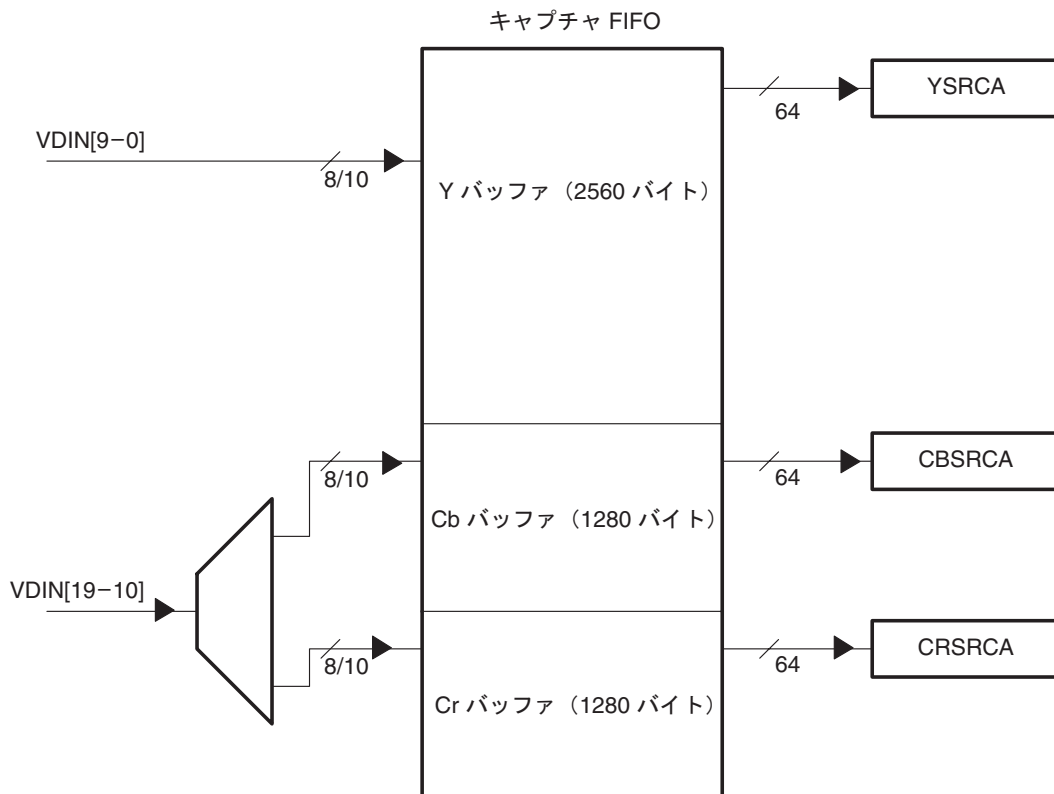 キャプチャ FIFO
YSRCA
64
VDIN[9−0]
8/10
Y バッファ（2560 バイト）
8/10
64
CBSRCA
Cb バッファ（1280 バイト）
VDIN[19−10]
8/10
64
CRSRCA
Cr バッファ（1280 バイト）